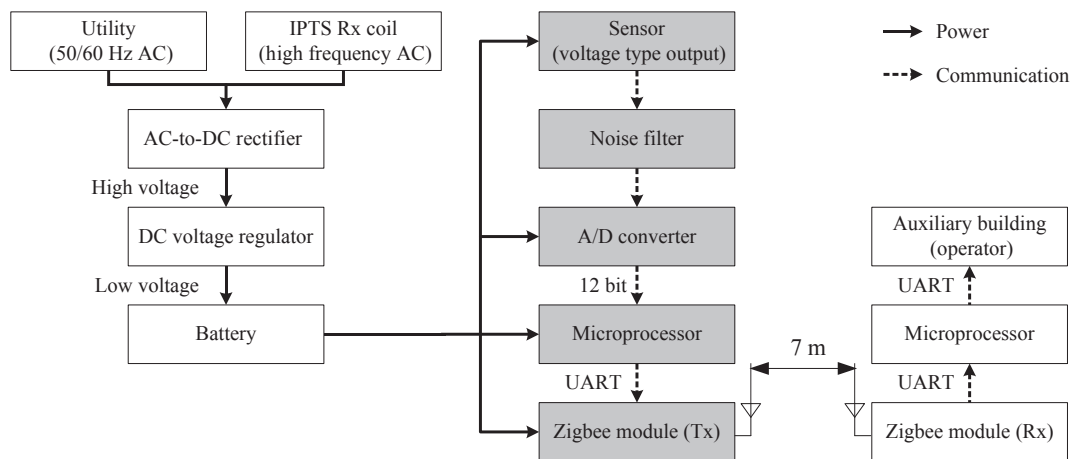 Utility
(50/60 Hz AC)
IPTS Rx coil
(high frequency AC)
AC-to-DC rectifier
High voltage
DC voltage regulator
Low voltage
Battery
Sensor
(voltage type output)
Noise filter
A/D converter
12 bit
Microprocessor
UART
Zigbee module (Tx)
7 m
Power
Communication
Auxiliary building
(operator)
UART
Microprocessor
UART
Zigbee module (Rx)